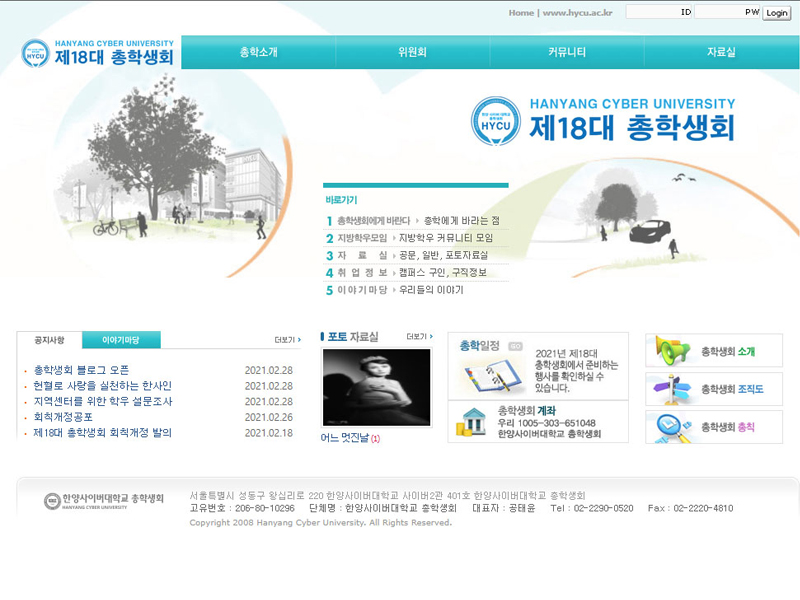 Home | www.hycu.ac.kr
ID
PW
Login
HANYANG CYBER UNIVERSITY
제18대 총학생회
HYCU
총학소개
위원회
커뮤니티
자료실
HANYANG CYBER UNIVERSITY
제18대 총학생회
HYCU
바로가기
1 총학생회에게 바란다 › 총학에게 바라는 점
2 지방학우모임 › 지방학우 커뮤니티 모임
3 자 료 실 › 공문, 일반, 포토자료실
4 취 업 정 보 › 캠퍼스 구인, 구직정보
5 이 야 기 마 당 › 우리들의 이야기
공지사항
이야기마당
더보기 ›
총학생회 블로그 오픈 2021.02.28
헌혈로 사랑을 실천하는 한사인 2021.02.28
지역센터를 위한 학우 설문조사 2021.02.28
회칙개정공포 2021.02.26
제18대 총학생회 회칙개정 발의 2021.02.18
포토 자료실
더보기 ›
어느 멋진날 (1)
총학일정 GO
2021년 제18대
총학생회에서 준비하는
행사를 확인하실 수
있습니다.
총학생회 계좌
우리 1005-303-651048
한양사이버대학교 총학생회
총학생회 소개
총학생회 조직도
총학생회 총칙
한양사이버대학교 총학생회
HANYANG CYBER UNIVERSITY
서울특별시 성동구 왕십리로 220 한양사이버대학교 사이버2관 401호 한양사이버대학교 총학생회
고유번호 : 206-80-10296 단체명 : 한양사이버대학교 총학생회 대표자 : 공태윤 Tel : 02-2290-0520 Fax : 02-2220-4810
Copyright 2008 Hanyang Cyber University. All Rights Reserved.